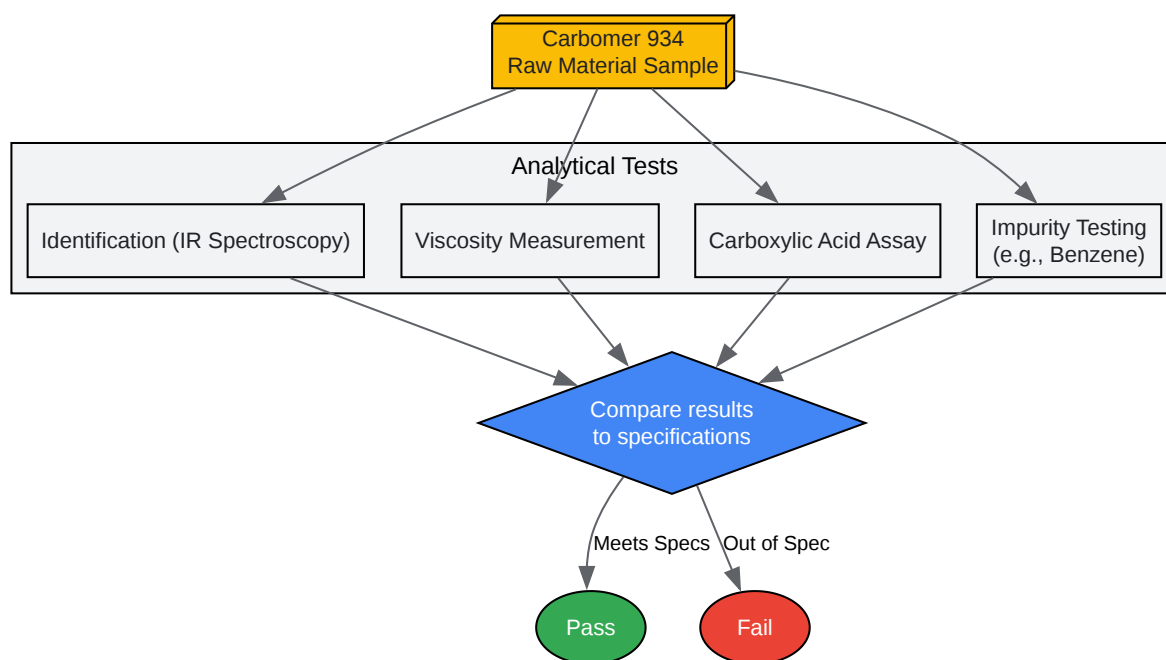 Carbomer 934
Raw Material Sample
Analytical Tests
Identification (IR Spectroscopy)
Viscosity Measurement
Carboxylic Acid Assay
Impurity Testing
(e.g., Benzene)
Compare results
to specifications
Meets Specs
Out of Spec
Pass
Fail